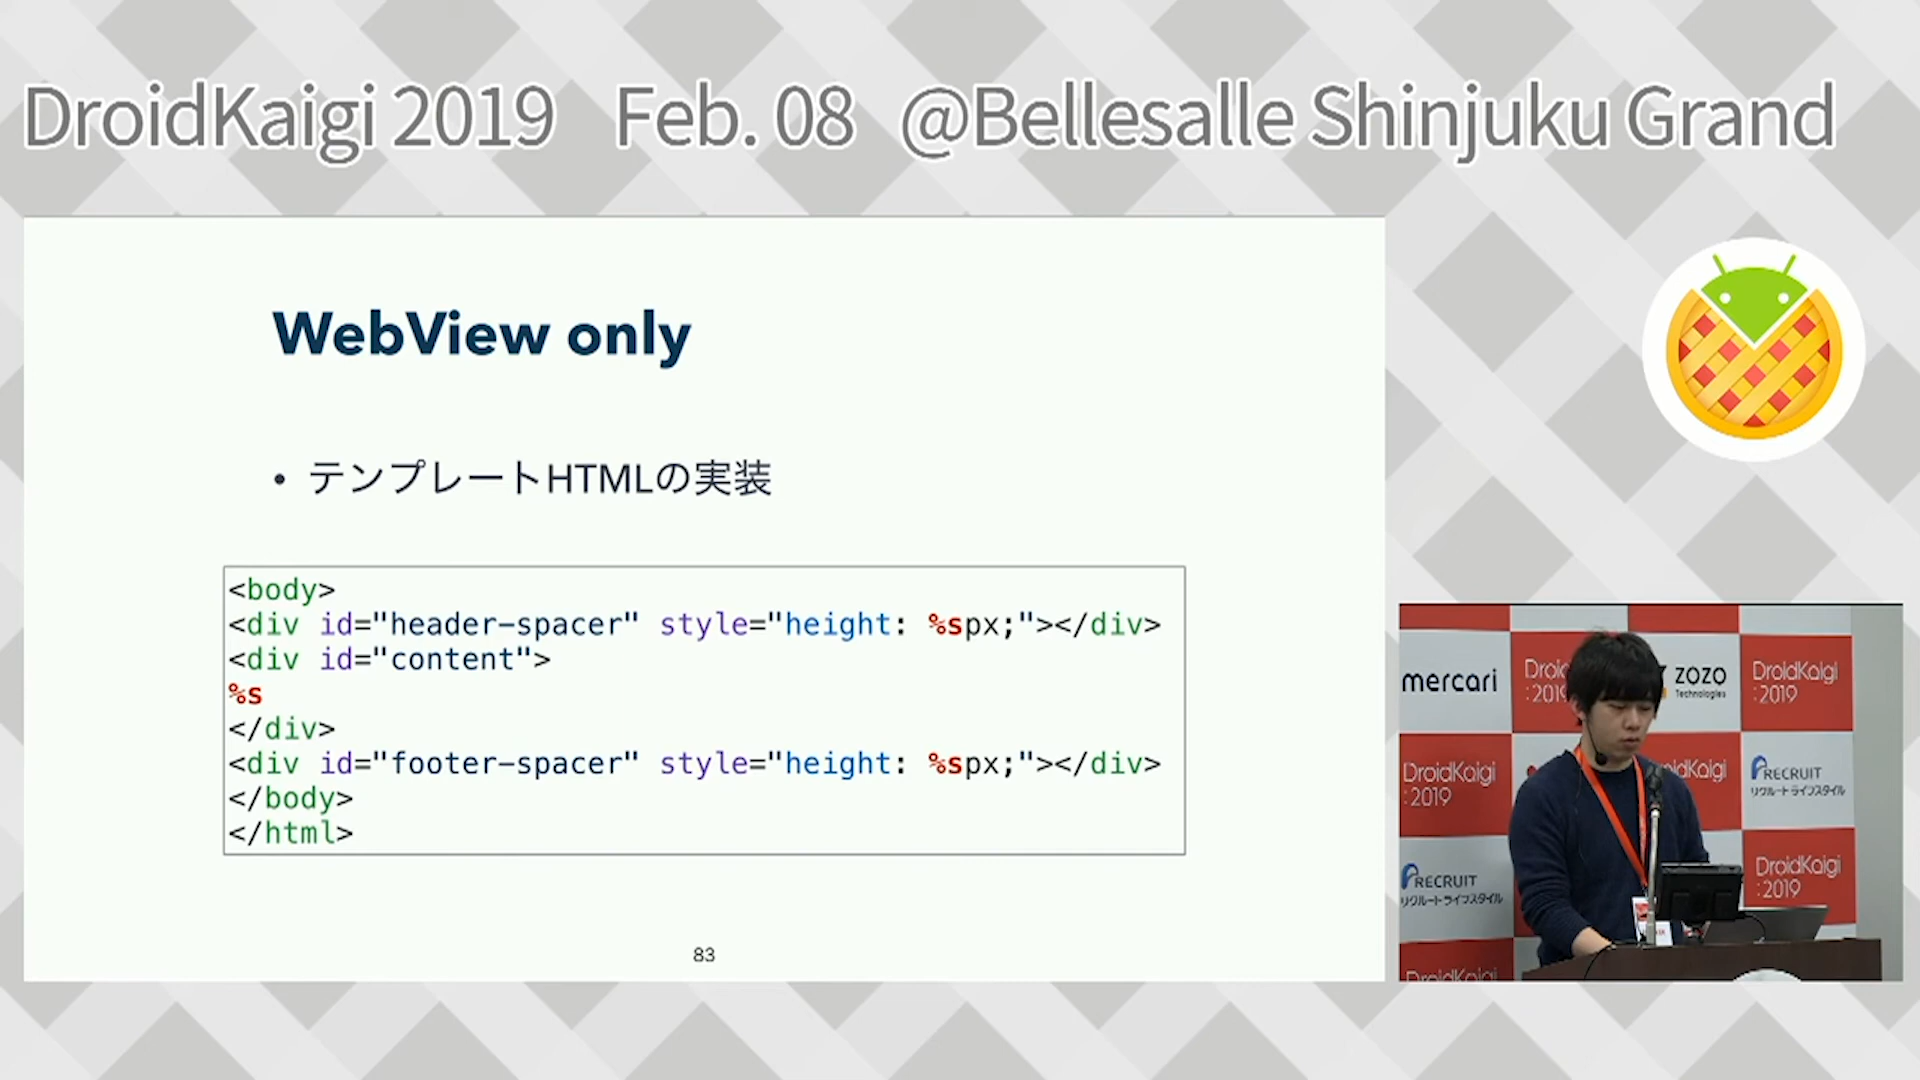 DroidKaigi 2019 Feb. 08 @Bellesalle Shinjuku Grand
WebView only
• テンプレートHTMLの実装
<body>
<div id="header-spacer" style="height: %spx;"></div>
<div id="content">
%s
</div>
<div id="footer-spacer" style="height: %spx;"></div>
</body>
</html>
83
mercari
ZOZO
Technologies
DroidKaigi
:2019
DroidKaigi
:2019
RECRUIT
リクルートライフスタイル
RECRUIT
リクルートライフスタイル
DroidKaigi
:2019
DroidKaigi